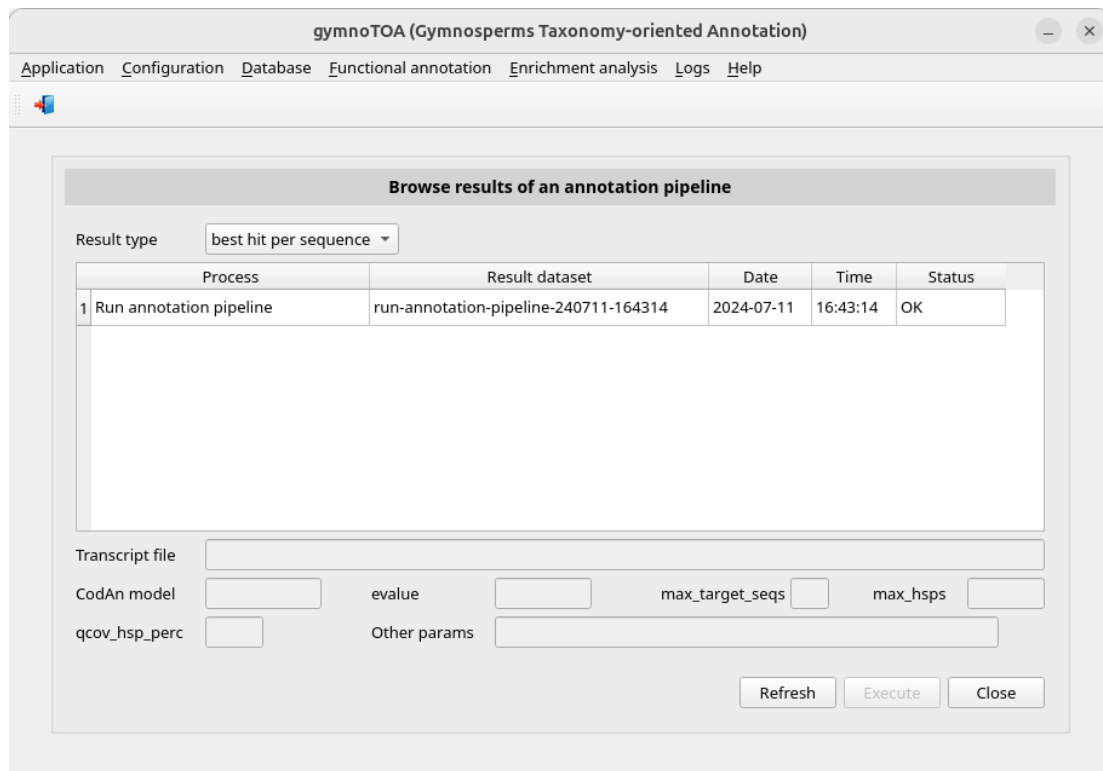 gymnoTOA (Gymnosperms Taxonomy-oriented Annotation)
Application Configuration Database Functional annotation Enrichment analysis Logs Help
Browse results of an annotation pipeline
Result type best hit per sequence
Process Result dataset Date Time Status
1 Run annotation pipeline run-annotation-pipeline-240711-164314 2024-07-11 16:43:14 OK
Transcript file
CodAn model evalue max_target_seqs max_hsps
qcov_hsp_perc Other params
Refresh Execute Close